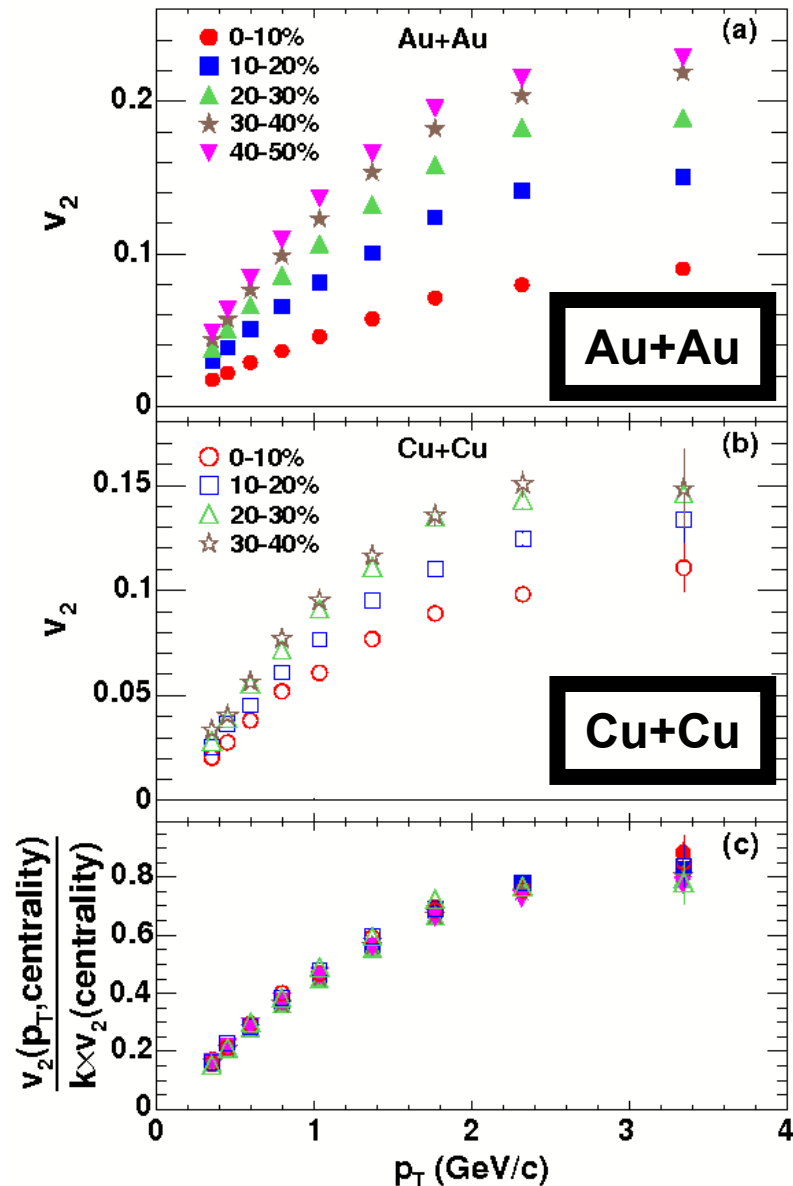 (a)
Au+Au
0-10%
10-20%
20-30%
30-40%
40-50%
v2
0.2
0.1
0
Au+Au
(b)
Cu+Cu
0-10%
10-20%
20-30%
30-40%
v2
0.15
0.1
0.05
0
Cu+Cu
(c)
v2(pT,centrality)
k×v2(centrality)
0.8
0.6
0.4
0.2
0
0 1 2 3 4
pT (GeV/c)